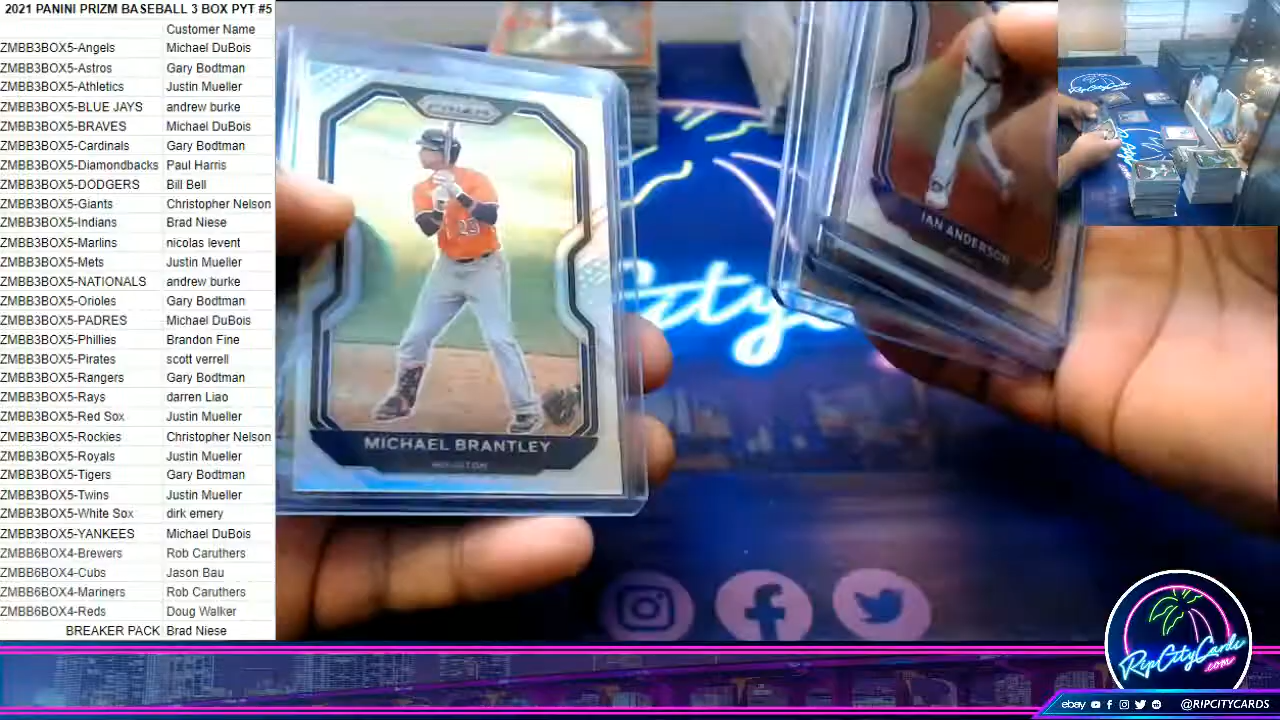 2021 PANINI PRIZM BASEBALL 3 BOX PYT #5
Customer Name
ZMBB3BOX5-Angels Michael DuBois
ZMBB3BOX5-Astros Gary Bodtman
ZMBB3BOX5-Athletics Justin Mueller
ZMBB3BOX5-BLUE JAYS andrew burke
ZMBB3BOX5-BRAVES Michael DuBois
ZMBB3BOX5-Cardinals Gary Bodtman
ZMBB3BOX5-Diamondbacks Paul Harris
ZMBB3BOX5-DODGERS Bill Bell
ZMBB3BOX5-Giants Christopher Nelson
ZMBB3BOX5-Indians Brad Niese
ZMBB3BOX5-Marlins nicolas levent
ZMBB3BOX5-Mets Justin Mueller
ZMBB3BOX5-NATIONALS andrew burke
ZMBB3BOX5-Orioles Gary Bodtman
ZMBB3BOX5-PADRES Michael DuBois
ZMBB3BOX5-Phillies Brandon Fine
ZMBB3BOX5-Pirates scott verrell
ZMBB3BOX5-Rangers Gary Bodtman
ZMBB3BOX5-Rays darren Liao
ZMBB3BOX5-Red Sox Justin Mueller
ZMBB3BOX5-Rockies Christopher Nelson
ZMBB3BOX5-Royals Justin Mueller
ZMBB3BOX5-Tigers Gary Bodtman
ZMBB3BOX5-Twins Justin Mueller
ZMBB3BOX5-White Sox dirk emery
ZMBB3BOX5-YANKEES Michael DuBois
ZMBB6BOX4-Brewers Rob Caruthers
ZMBB6BOX4-Cubs Jason Bau
ZMBB6BOX4-Mariners Rob Caruthers
ZMBB6BOX4-Reds Doug Walker
BREAKER PACK Brad Niese
PRIZM
23
MICHAEL BRANTLEY
HOUSTON
IAN ANDERSON
RipCityCards
.com
ebay @RIPCITYCARDS